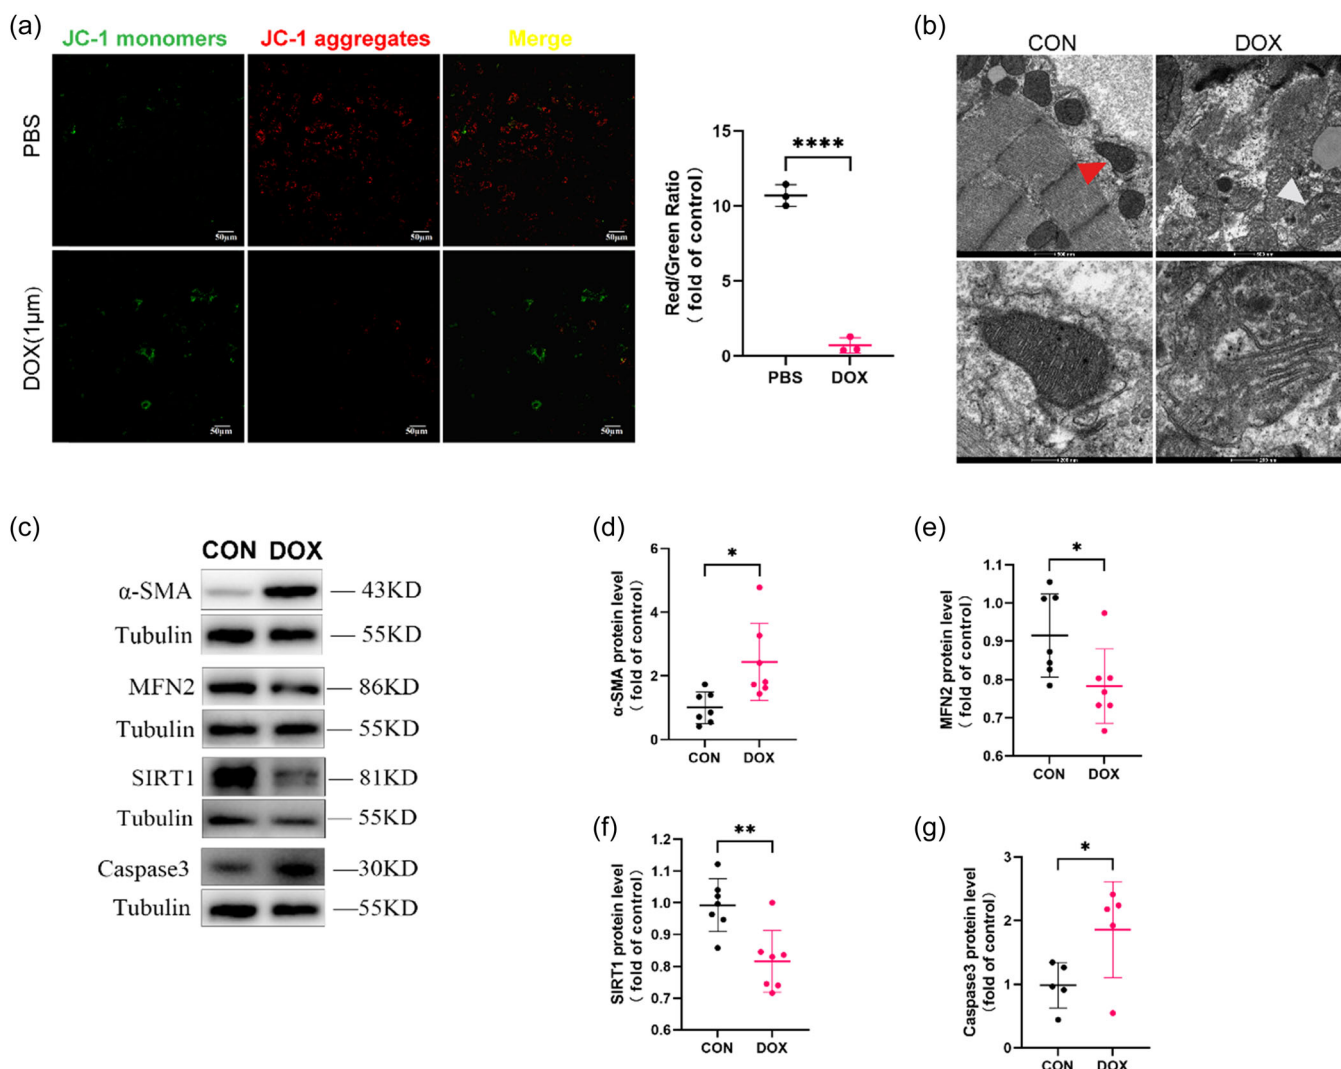 (a)
JC-1 monomers JC-1 aggregates Merge
PBS
50μm 50μm 50μm
DOX(1μm)
50μm 50μm 50μm
Red/Green Ratio
( fold of control)
15
10
5
0
****
PBS DOX
(b)
CON DOX
(c)
CON DOX
α-SMA 43KD
Tubulin 55KD
MFN2 86KD
Tubulin 55KD
SIRT1 81KD
Tubulin 55KD
Caspase3 30KD
Tubulin 55KD
(d)
α-SMA protein level
( fold of control)
6
4
2
0
*
CON DOX
(e)
MFN2 protein level
( fold of control)
1.1
1.0
0.9
0.8
0.7
0.6
*
CON DOX
(f)
SIRT1 protein level
( fold of control)
1.2
1.1
1.0
0.9
0.8
0.7
0.6
**
CON DOX
(g)
Caspase3 protein level
(fold of control)
3
2
1
0
*
CON DOX